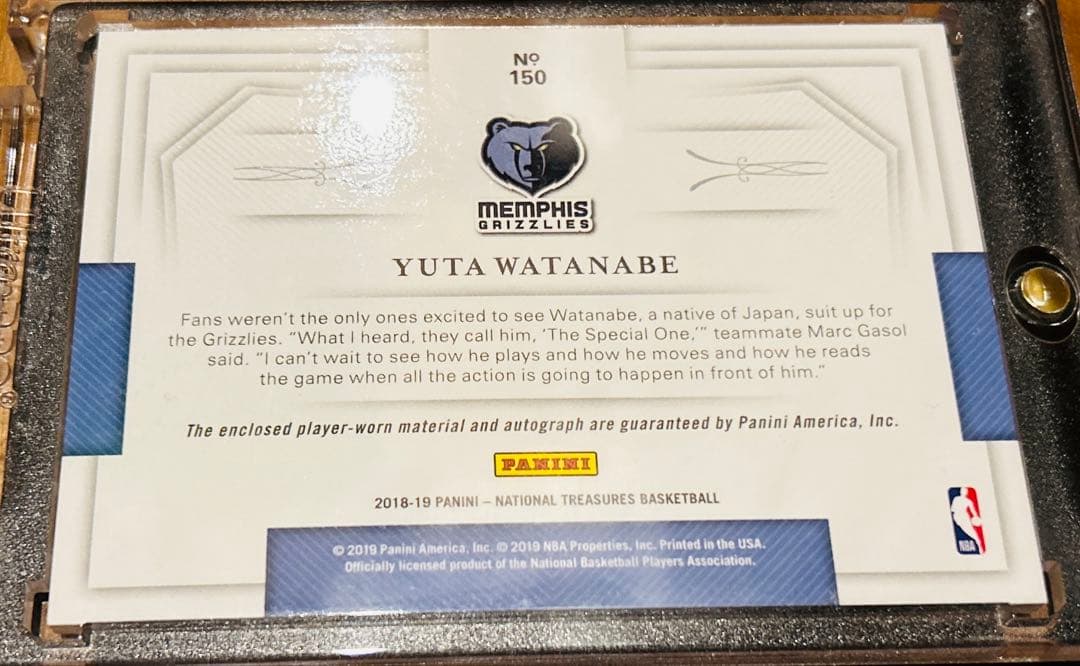 Nº
150
MEMPHIS
GRIZZLIES
YUTA WATANABE
Fans weren't the only ones excited to see Watanabe, a native of Japan, suit up for
the Grizzlies. "What I heard, they call him, 'The Special One,'" teammate Marc Gasol
said. "I can't wait to see how he plays and how he moves and how he reads
the game when all the action is going to happen in front of him."
The enclosed player-worn material and autograph are guaranteed by Panini America, Inc.
PANINI
2018-19 PANINI – NATIONAL TREASURES BASKETBALL
© 2019 Panini America, Inc. © 2019 NBA Properties, Inc. Printed in the USA.
Officially licensed product of the National Basketball Players Association.
NBA